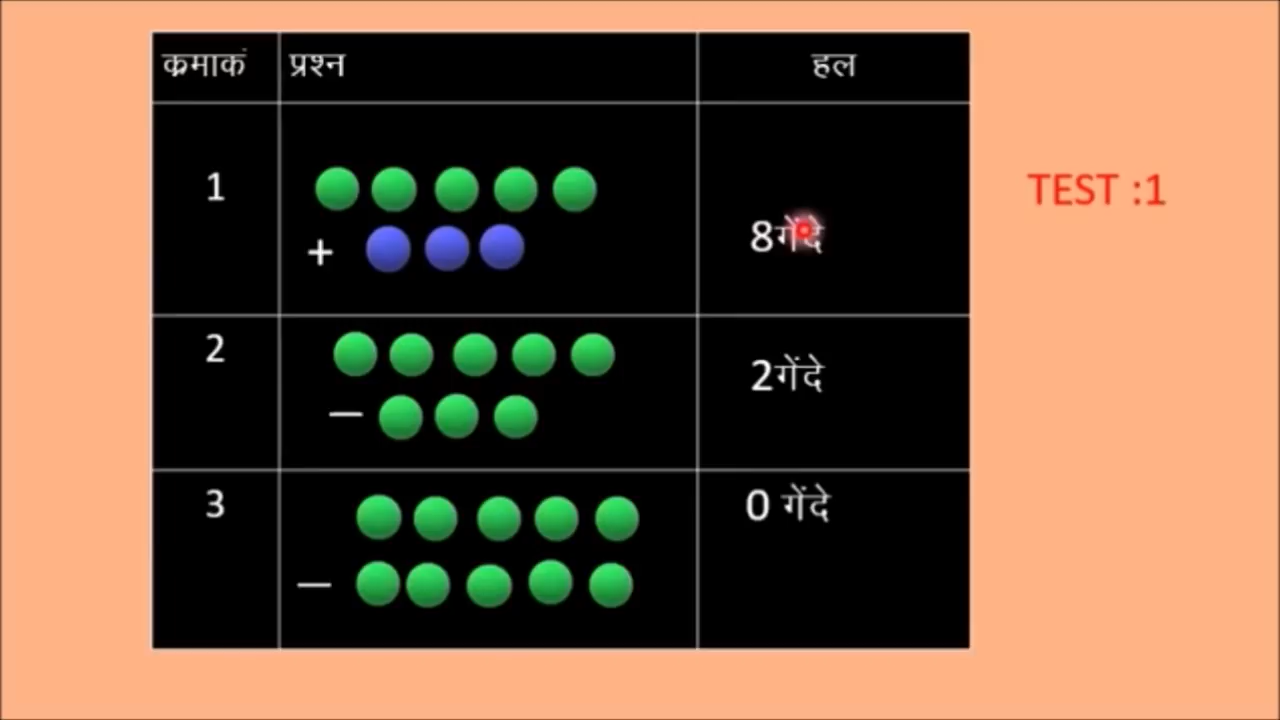 क्रमाकं प्रश्न हल
1
TEST :1
+ 8गेंदे
2 2गेंदे
—
3 0 गेंदे
—